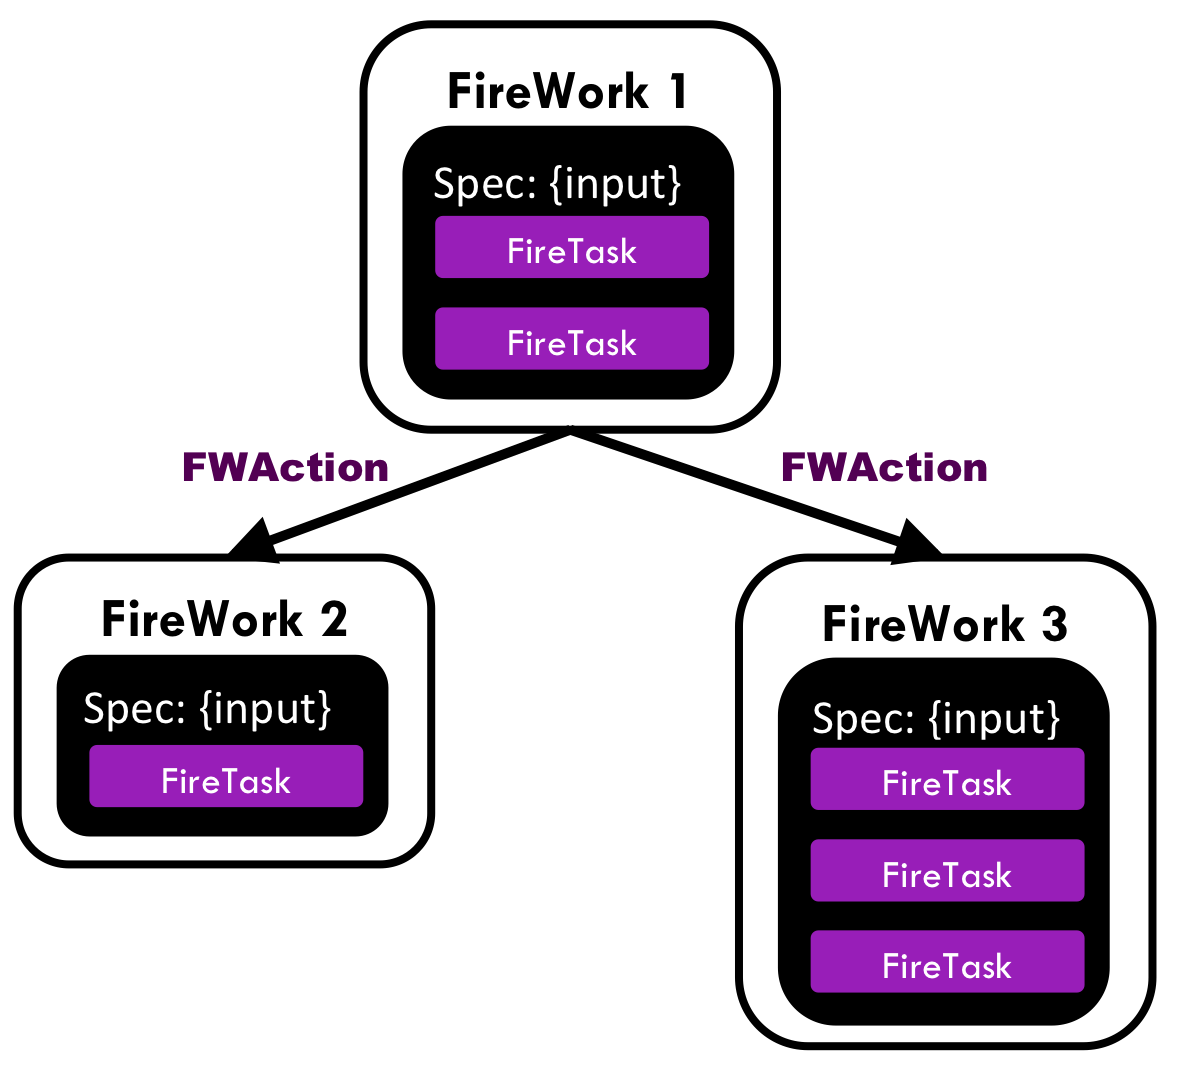 FireWork 1
Spec: {input}
FireTask
FireTask
FWAction
FWAction
FireWork 2
Spec: {input}
FireTask
FireWork 3
Spec: {input}
FireTask
FireTask
FireTask